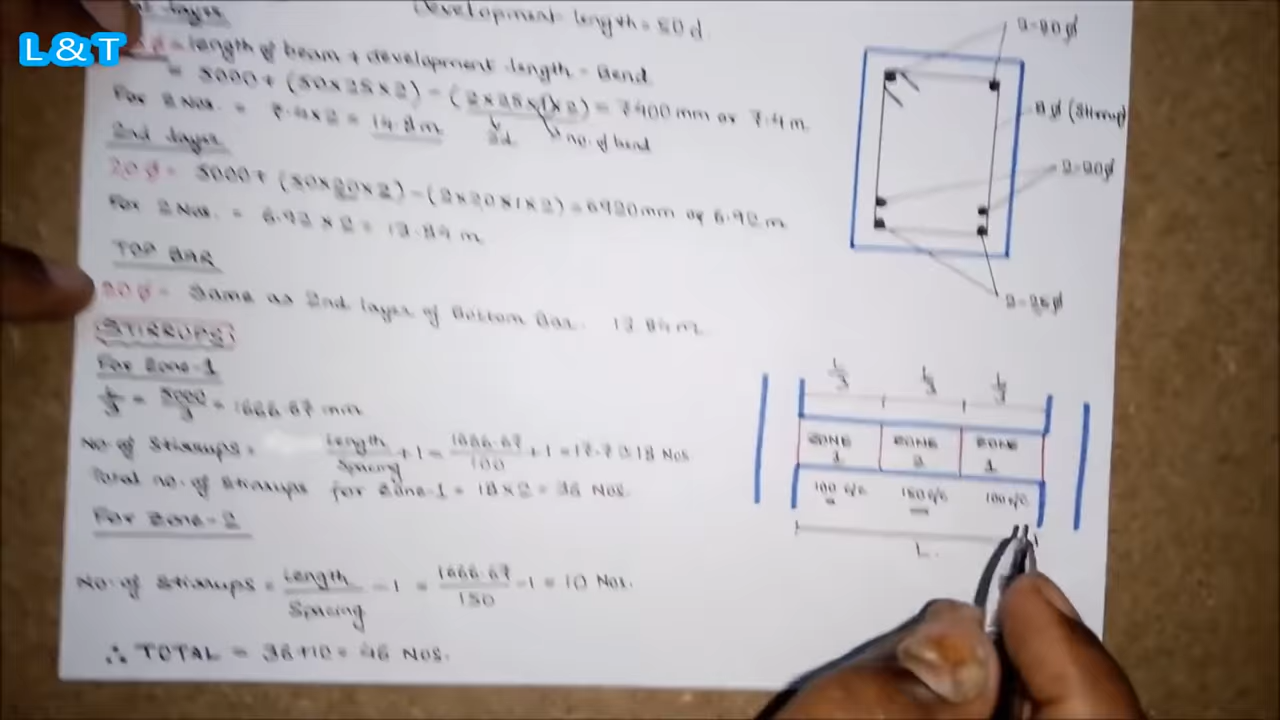 L&T
Development length = 50 d
= length of beam + development length - Bend
= 5000 + (50×25×2) - (2×25×1×2) = 7400 mm or 7.4 m
For 2 Nos. = 7.4×2 = 14.8 m
2d
no. of bend
2nd layer
20 ∅ = 5000 + (50×20×2) - (2×20×1×2) = 6920 mm or 6.92 m
For 2 Nos. = 6.92 × 2 = 13.84 m
TOP BAR
20 ∅ = Same as 2nd layer of Bottom Bar. 13.84 m
STIRRUPS
For Zone-1
L/3 = 5000/3 = 1666.67 mm
No. of Stirrups = Length/Spacing + 1 = 1666.67/100 + 1 = 17.7 ≅ 18 Nos
Total no. of Stirrups for Zone-1 = 18×2 = 36 Nos.
For Zone-2
No. of Stirrups = Length/Spacing - 1 = 1666.67/150 - 1 = 10 Nos.
∴ TOTAL = 36+10 = 46 Nos.
2-20∅
8∅ (Stirrup)
2-20∅
2-25∅
L/3 L/3 L/3
ZONE 1 ZONE 2 ZONE 1
100 c/c 150 c/c 100 c/c
L.